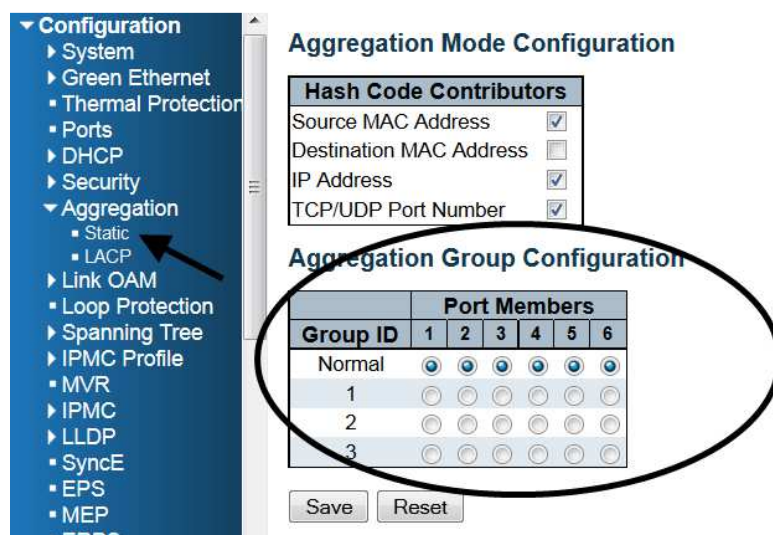 Configuration
System
Green Ethernet
Thermal Protection
Ports
DHCP
Security
Aggregation
Static
LACP
Link OAM
Loop Protection
Spanning Tree
IPMC Profile
MVR
IPMC
LLDP
SyncE
EPS
MEP
Aggregation Mode Configuration
Hash Code Contributors
Source MAC Address
Destination MAC Address
IP Address
TCP/UDP Port Number
Aggregation Group Configuration
Port Members
Group ID 1 2 3 4 5 6
Normal
1
2
3
Save Reset